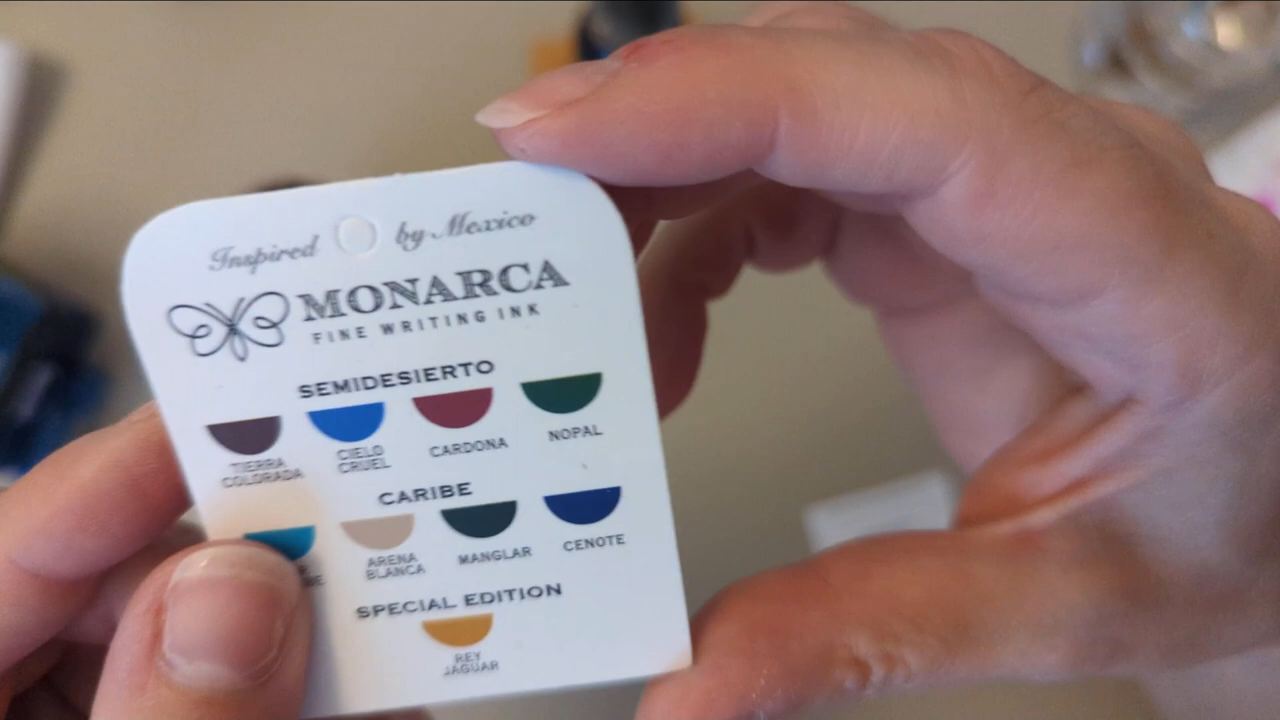 Inspired by Mexico
MONARCA
FINE WRITING INK
SEMIDESIERTO
TIERRA COLORADA
CIELO CRUEL
CARDONA
NOPAL
CARIBE
ARENA BLANCA
MANGLAR
CENOTE
SPECIAL EDITION
REY JAGUAR